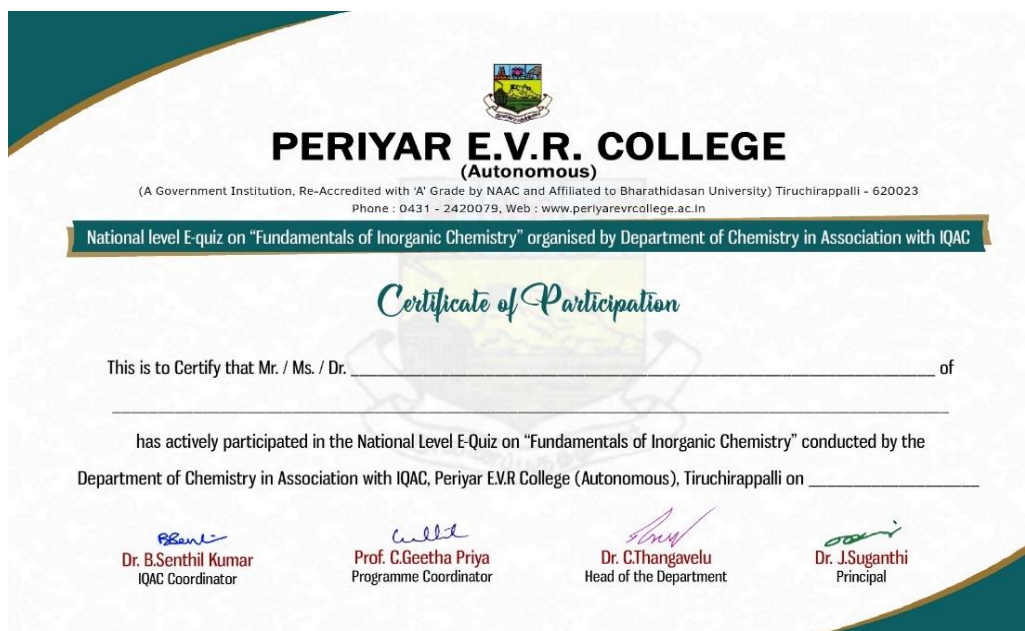 PERIYAR E.V.R. COLLEGE
(Autonomous)
(A Government Institution, Re-Accredited with 'A' Grade by NAAC and Affiliated to Bharathidasan University) Tiruchirappalli - 620023
Phone : 0431 - 2420079, Web : www.periyarevrcollege.ac.in
National level E-quiz on “Fundamentals of Inorganic Chemistry” organised by Department of Chemistry in Association with IQAC
Certificate of Participation
This is to Certify that Mr. / Ms. / Dr. ______________________________ of
______________________________
has actively participated in the National Level E-Quiz on “Fundamentals of Inorganic Chemistry” conducted by the
Department of Chemistry in Association with IQAC, Periyar E.V.R College (Autonomous), Tiruchirappalli on ____________________
Dr. B.Senthil Kumar
IQAC Coordinator
Prof. C.Geetha Priya
Programme Coordinator
Dr. C.Thangavelu
Head of the Department
Dr. J.Suganthi
Principal